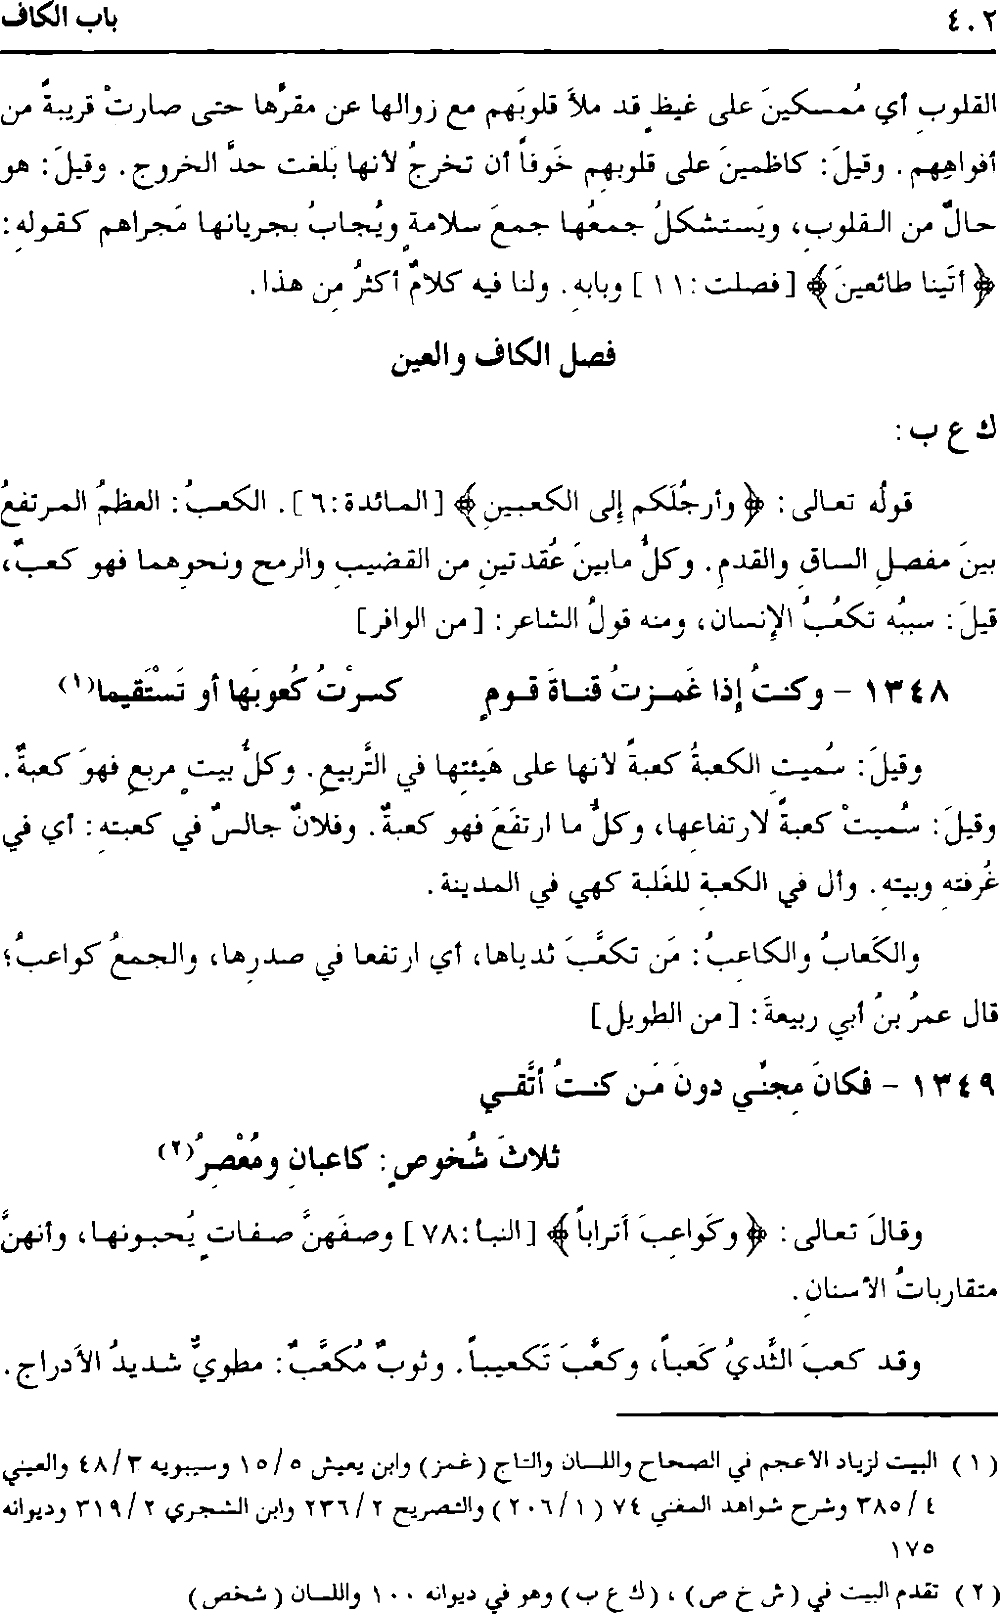 ٤٠٢ باب الكاف
القلوبِ أي مُمسكينَ على غيظٍ قد ملأَ قلوبَهم مع زوالها عن مقرِّها حتى صارتْ قريبةً من
أفواهِهم. وقيلَ: كاظمينَ على قلوبهِم خَوفاً أن تخرجُ لأنها بَلغت حدَّ الخروج. وقيلَ: هو
حالٌ من القلوبِ، ويَستشكلُ جمعُها جمعَ سلامةٍ ويُجابُ بجريانها مَجراهم كقولهِ:
﴿أتَينا طائعينَ﴾ [فصلت: ١١] وبابهِ. ولنا فيه كلامٌ أكثرُ مِن هذا.
فصل الكاف والعين
ك ع ب:
قولُه تعالى: ﴿وأرجُلَكم إلى الكعبينِ﴾ [المائدة: ٦]. الكعبُ: العظمُ المرتفعُ
بينَ مفصلِ الساقِ والقدمِ. وكلُّ مابينَ عُقدتينِ من القضيبِ والرمحِ ونحوِهما فهو كعبٌ،
قيلَ: سببُه تكعُّبُ الإنسان، ومنه قولُ الشاعر: [من الوافر]
١٣٤٨ - وكنتُ إذا غَمزتُ قناةَ قومٍ كسرْتُ كُعوبَها أو تَسْتَقيما(١)
وقيلَ: سُميتِ الكعبةُ كعبةً لأنها على هَيئتِها في التَّربيعِ. وكلُّ بيتٍ مربعٍ فهوَ كعبةٌ.
وقيلَ: سُميتْ كعبةً لارتفاعِها، وكلُّ ما ارتفَعَ فهو كعبةٌ. وفلانٌ جالسٌ في كعبتهِ: أي في
غُرفتهِ وبيتهِ. وأل في الكعبةِ للغَلبة كهي في المدينة.
والكَعابُ والكاعِبُ: مَن تكعَّبَ ثدياها، أي ارتفعا في صدرِها، والجمعُ كواعبُ؛
قال عمرُ بنُ أبي ربيعةَ: [من الطويل]
١٣٤٩ - فكانَ مِجنّي دونَ مَن كنتُ أتَّقي
ثلاثَ شُخوصٍ: كاعبانِ ومُعْصِرُ(٢)
وقالَ تعالى: ﴿وكَواعِبَ أتراباً﴾ [النبأ: ٧٨] وصفَهنَّ صفاتٍ يُحبونها، وأنهنَّ
متقارباتُ الأسنانِ.
وقد كعبَ الثَّديُ كَعباً، وكعَّبَ تَكعيباً. وثوبٌ مُكعَّبٌ: مطويٌّ شديدُ الأدراج.
(١) البيت لزياد الأعجم في الصحاح واللسان والتاج (غمز) وابن يعيش ٥/١٥ وسيبويه ٣/٤٨ والعيني
٤/٣٨٥ وشرح شواهد المغني ٧٤ (١/٢٠٦) والتصريح ٢/٢٣٦ وابن الشجري ٢/٣١٩ وديوانه
١٧٥
(٢) تقدم البيت في (ش خ ص)، (ك ع ب) وهو في ديوانه ١٠٠ واللسان (شخص)